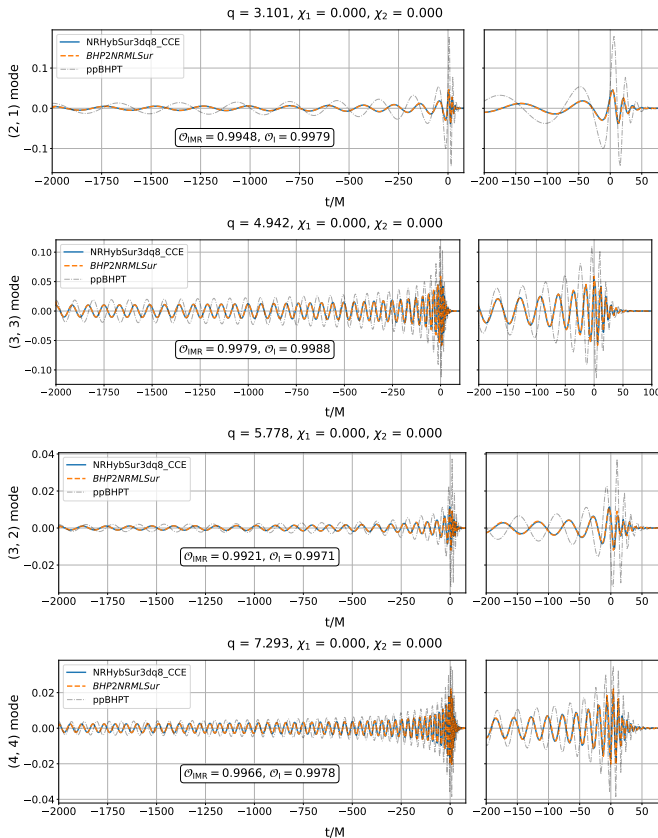 q = 3.101, χ₁ = 0.000, χ₂ = 0.000
(2, 1) mode
0.1
0.0
−0.1
NRHybSur3dq8_CCE
BHP2NRMLSur
ppBHPT
𝒪_IMR = 0.9948, 𝒪_I = 0.9979
−2000 −1750 −1500 −1250 −1000 −750 −500 −250 0
t/M
−200 −150 −100 −50 0 50
t/M
q = 4.942, χ₁ = 0.000, χ₂ = 0.000
(3, 3) mode
0.10
0.05
0.00
−0.05
−0.10
NRHybSur3dq8_CCE
BHP2NRMLSur
ppBHPT
𝒪_IMR = 0.9979, 𝒪_I = 0.9988
−2000 −1750 −1500 −1250 −1000 −750 −500 −250 0
t/M
−200 −150 −100 −50 0 50 100
t/M
q = 5.778, χ₁ = 0.000, χ₂ = 0.000
(3, 2) mode
0.04
0.02
0.00
−0.02
NRHybSur3dq8_CCE
BHP2NRMLSur
ppBHPT
𝒪_IMR = 0.9921, 𝒪_I = 0.9971
−2000 −1750 −1500 −1250 −1000 −750 −500 −250 0
t/M
−200 −150 −100 −50 0 50
t/M
q = 7.293, χ₁ = 0.000, χ₂ = 0.000
(4, 4) mode
0.02
0.00
−0.02
−0.04
NRHybSur3dq8_CCE
BHP2NRMLSur
ppBHPT
𝒪_IMR = 0.9966, 𝒪_I = 0.9978
−2000 −1750 −1500 −1250 −1000 −750 −500 −250 0
t/M
−200 −150 −100 −50 0 50
t/M